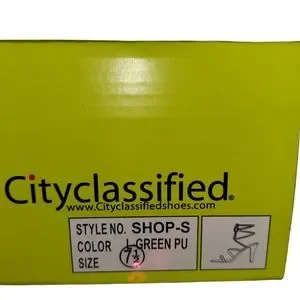 Cityclassified®
www.Cityclassifiedshoes.com
STYLE NO. SHOP-S
COLOR L GREEN PU
SIZE 7½